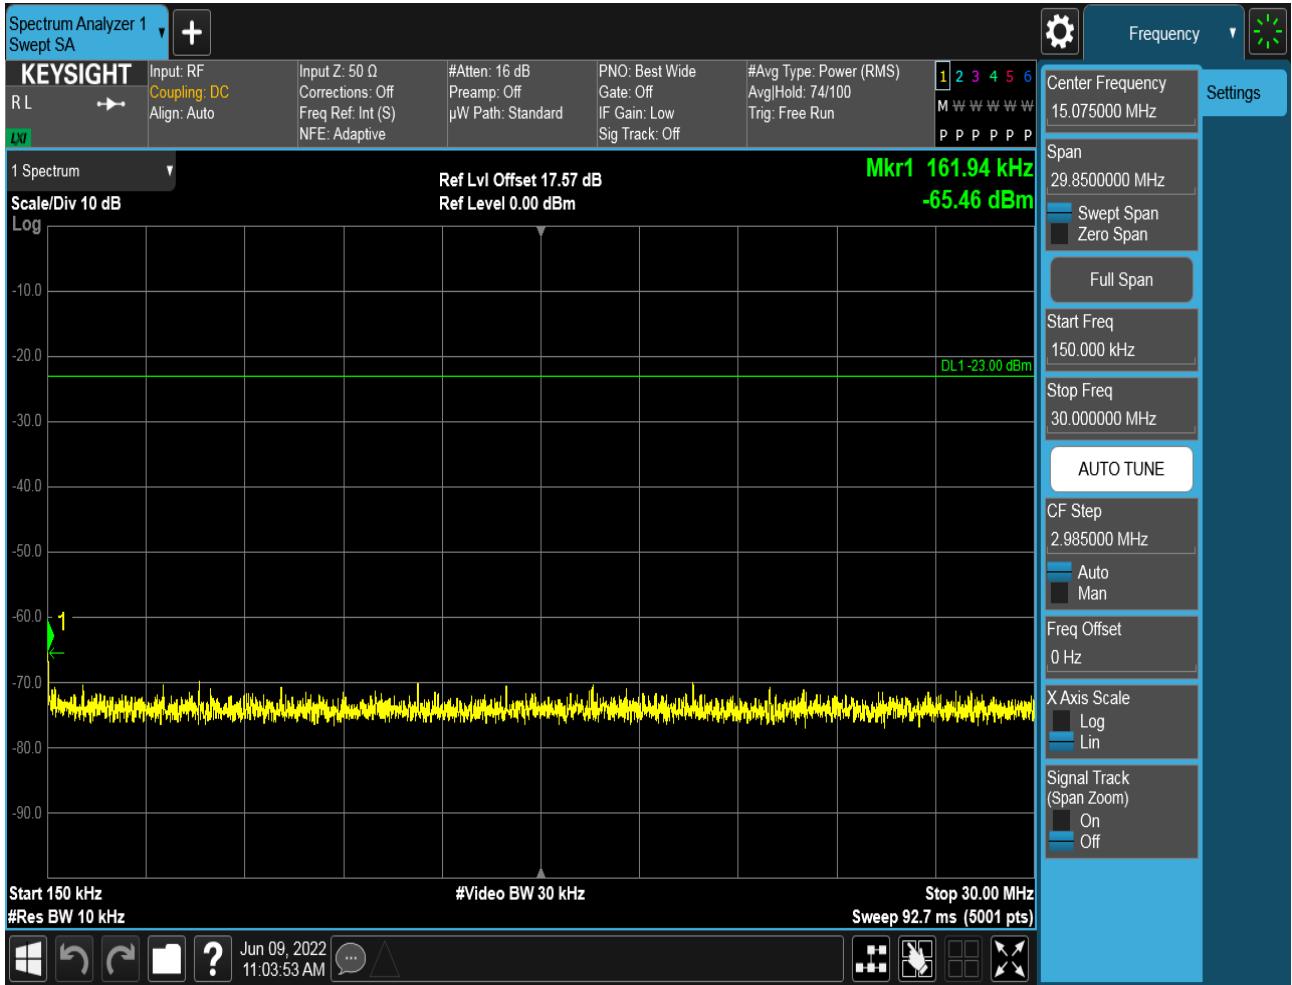 Spectrum Analyzer 1
Swept SA
Frequency
KEYSIGHT
R L
LXI
Input: RF
Coupling: DC
Align: Auto
Input Z: 50 Ω
Corrections: Off
Freq Ref: Int (S)
NFE: Adaptive
#Atten: 16 dB
Preamp: Off
µW Path: Standard
PNO: Best Wide
Gate: Off
IF Gain: Low
Sig Track: Off
#Avg Type: Power (RMS)
Avg|Hold: 74/100
Trig: Free Run
1 2 3 4 5 6
M W W W W W
P P P P P P
1 Spectrum
Scale/Div 10 dB
Log
Ref Lvl Offset 17.57 dB
Ref Level 0.00 dBm
Mkr1 161.94 kHz
-65.46 dBm
-10.0
-20.0
DL1 -23.00 dBm
-30.0
-40.0
-50.0
-60.0
1
-70.0
-80.0
-90.0
Start 150 kHz
#Res BW 10 kHz
#Video BW 30 kHz
Stop 30.00 MHz
Sweep 92.7 ms (5001 pts)
Center Frequency
15.075000 MHz
Settings
Span
29.8500000 MHz
Swept Span
Zero Span
Full Span
Start Freq
150.000 kHz
Stop Freq
30.000000 MHz
AUTO TUNE
CF Step
2.985000 MHz
Auto
Man
Freq Offset
0 Hz
X Axis Scale
Log
Lin
Signal Track
(Span Zoom)
On
Off
?
Jun 09, 2022
11:03:53 AM